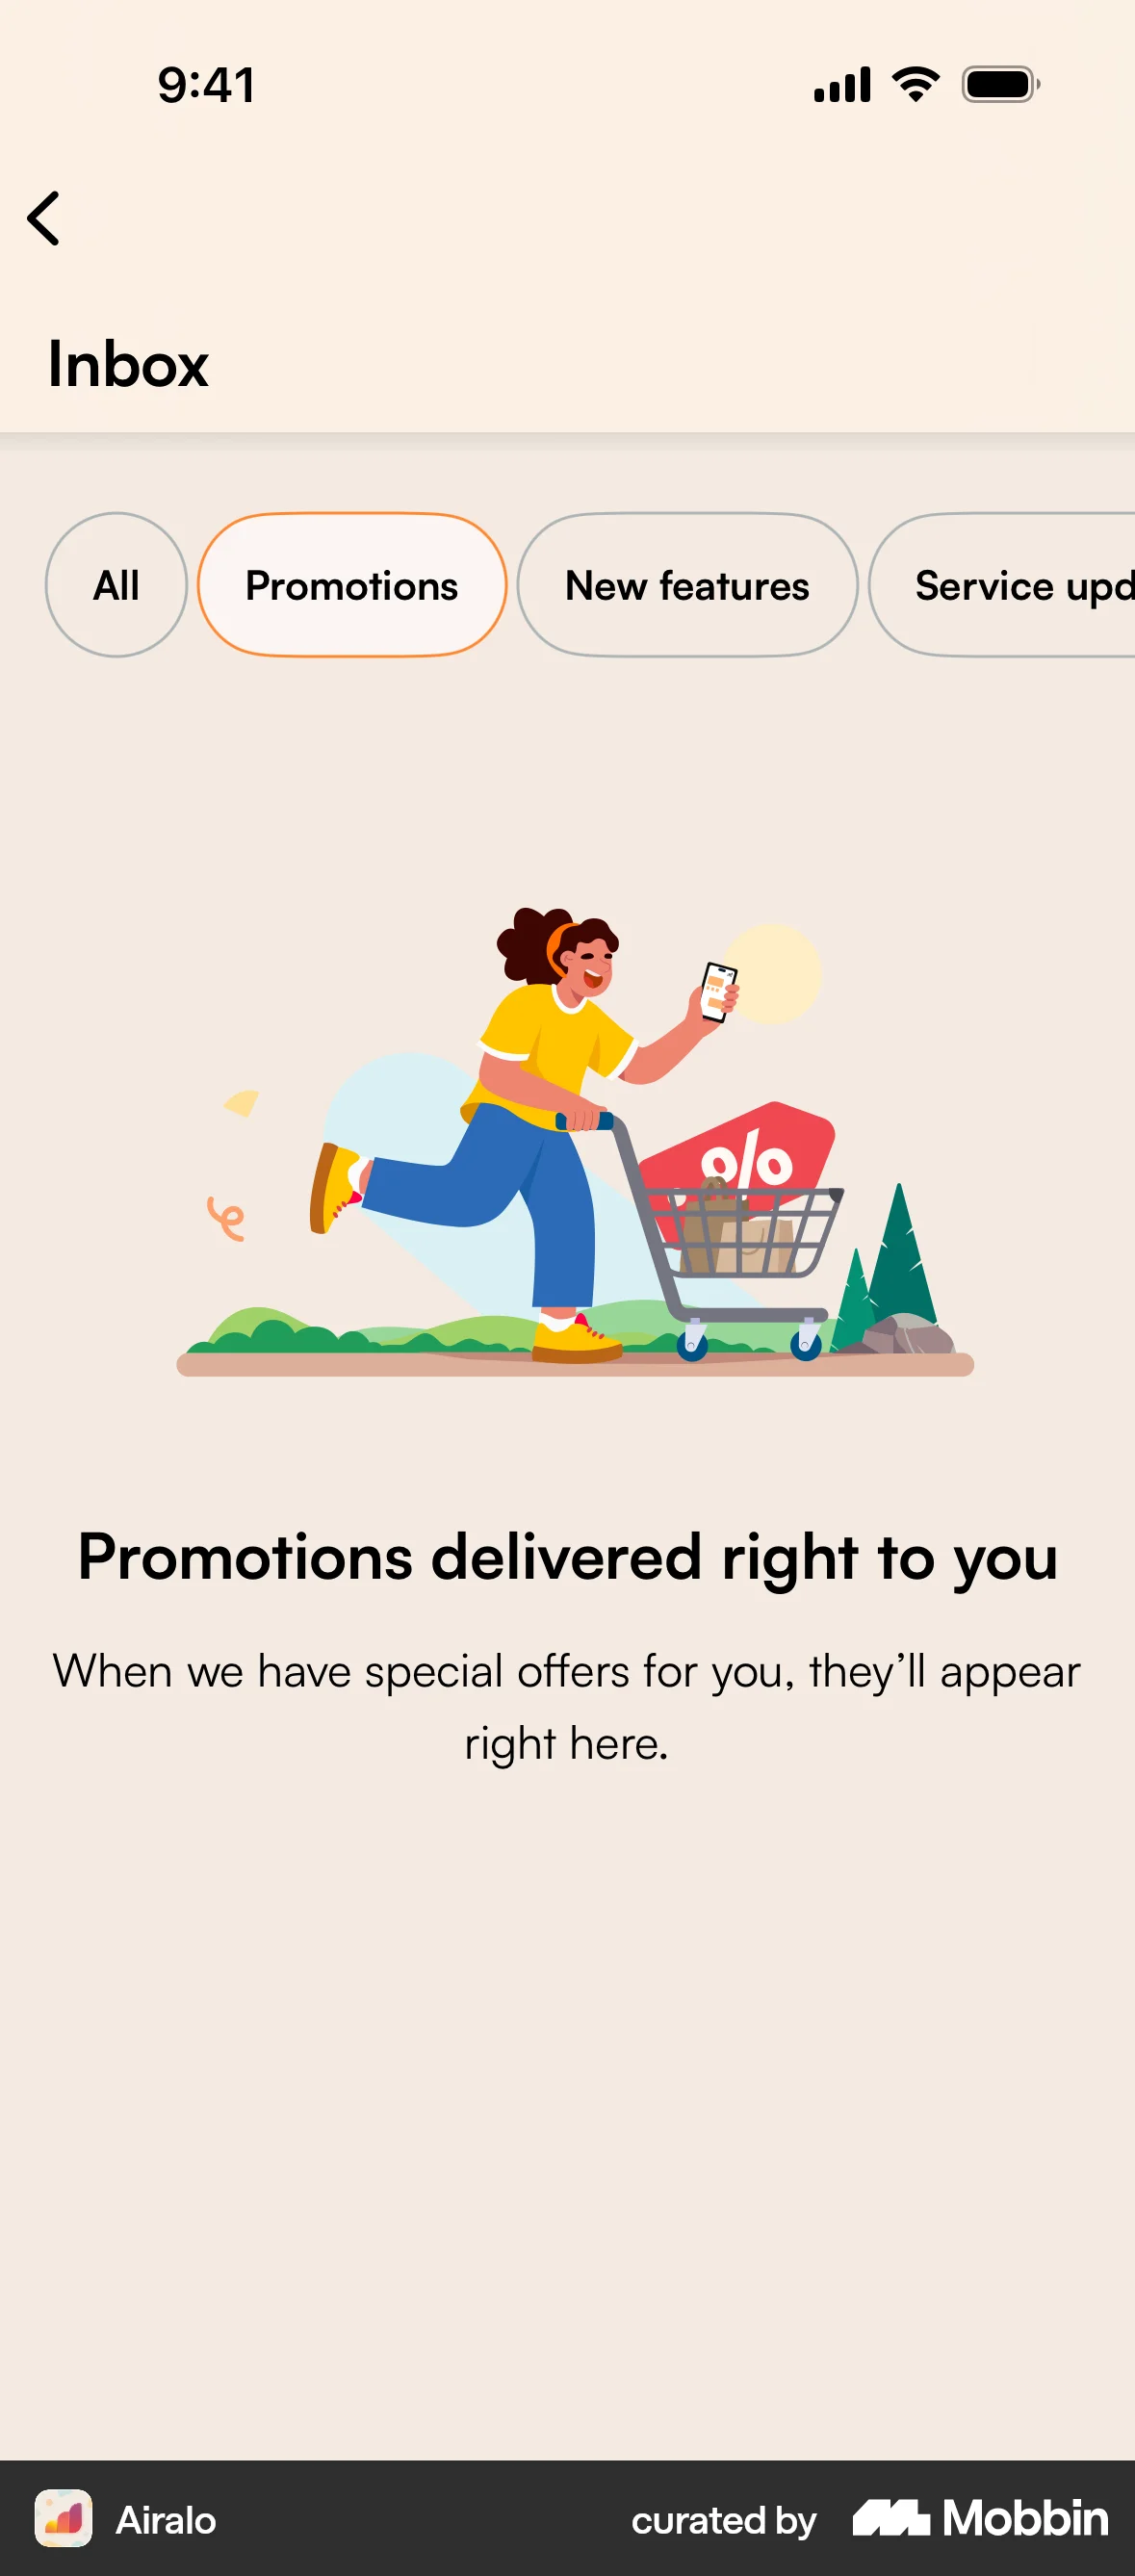 9:41
Inbox
All
Promotions
New features
Service upd
%
Promotions delivered right to you
When we have special offers for you, they’ll appear
right here.
Airalo
curated by Mobbin